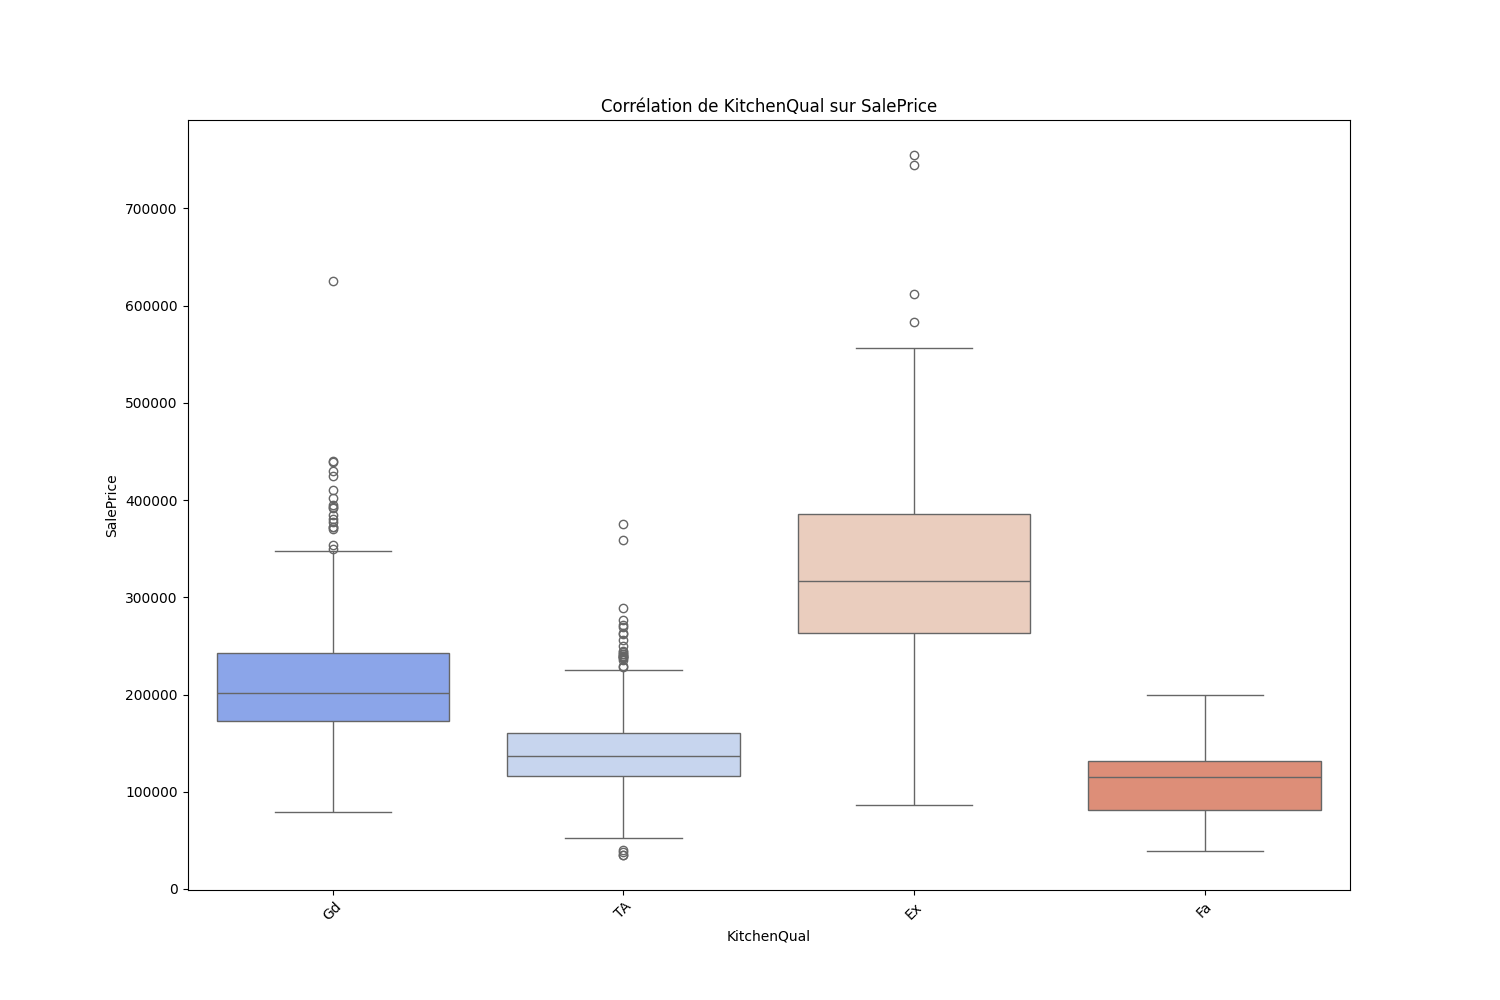 Corrélation de KitchenQual sur SalePrice
700000
600000
500000
400000
300000
200000
100000
0
SalePrice
Gd
TA
Ex
Fa
KitchenQual